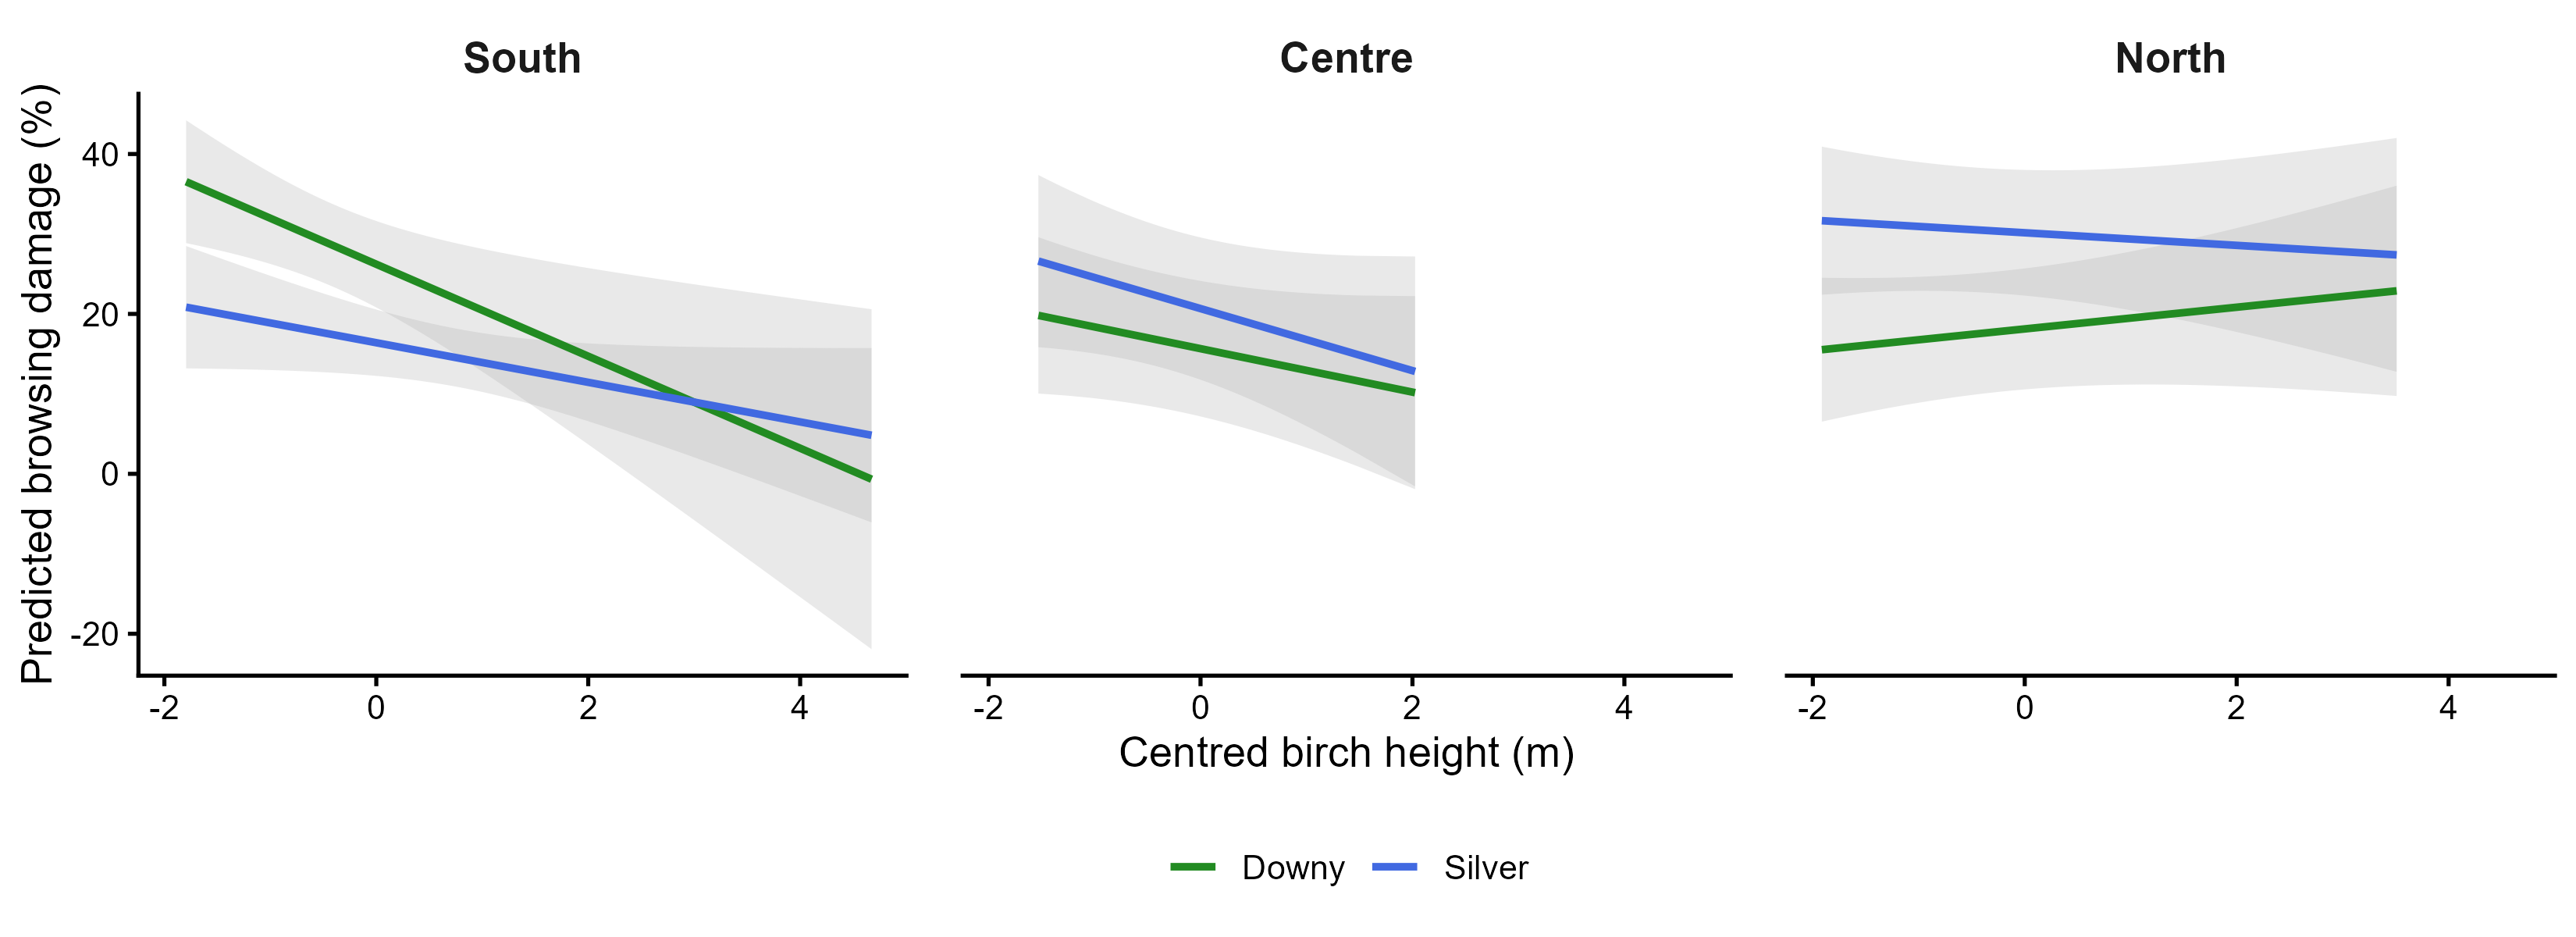 South Centre North
Predicted browsing damage (%)
40
20
0
-20
-2 0 2 4 -2 0 2 4 -2 0 2 4
Centred birch height (m)
Downy Silver